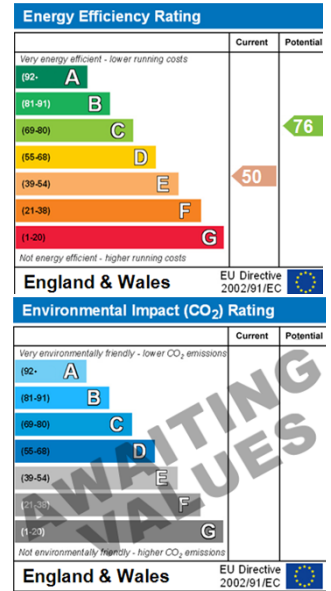 Energy Efficiency Rating
Current Potential
Very energy efficient - lower running costs
(92- A
(81-91) B
(69-80) C
76
(55-68) D
(39-54) E
50
(21-38) F
(1-20) G
Not energy efficient - higher running costs
England & Wales
EU Directive
2002/91/EC
Environmental Impact (CO2) Rating
Current Potential
Very environmentally friendly - lower CO2 emissions
(92- A
(81-91) B
(69-80) C
(55-68) D
(39-54) E
(21-38) F
(1-20) G
AWAITING
VALUES
Not environmentally friendly - higher CO2 emissions
England & Wales
EU Directive
2002/91/EC